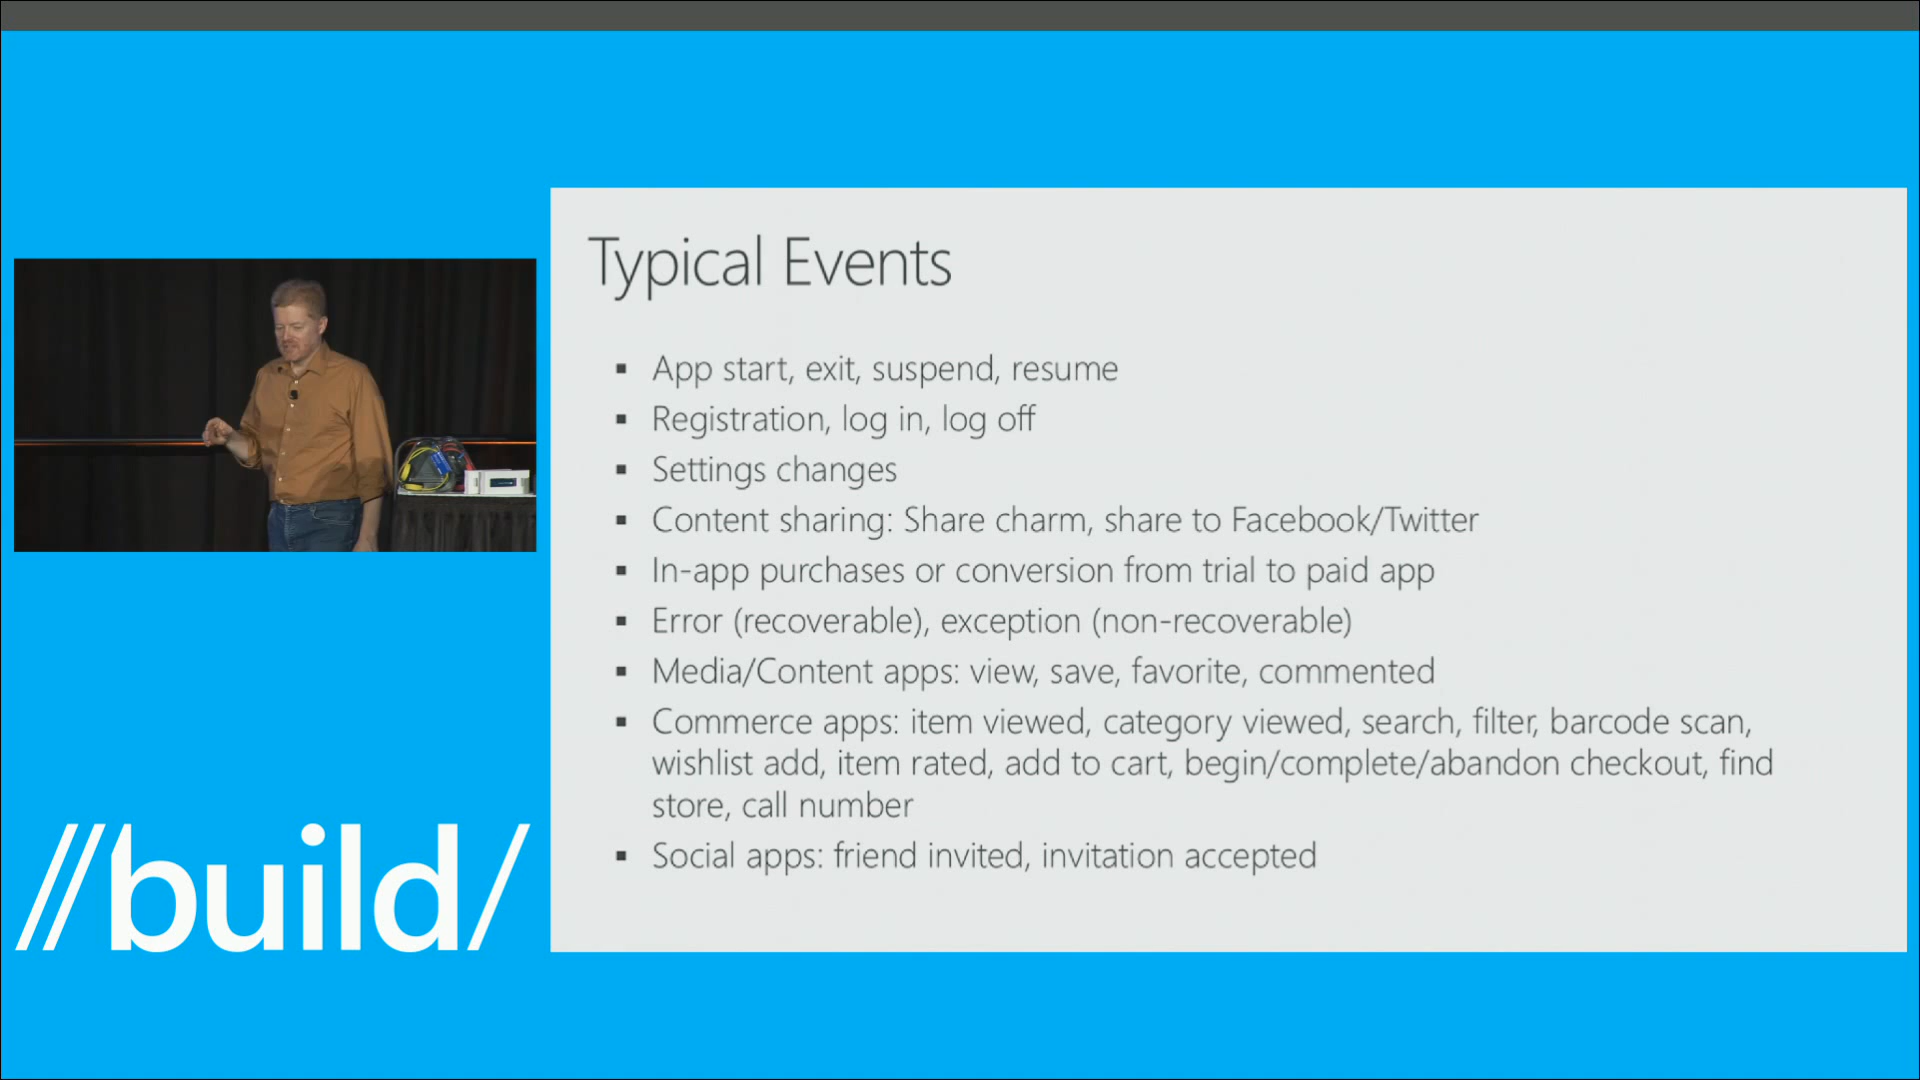 Typical Events
▪ App start, exit, suspend, resume
▪ Registration, log in, log off
▪ Settings changes
▪ Content sharing: Share charm, share to Facebook/Twitter
▪ In-app purchases or conversion from trial to paid app
▪ Error (recoverable), exception (non-recoverable)
▪ Media/Content apps: view, save, favorite, commented
▪ Commerce apps: item viewed, category viewed, search, filter, barcode scan,
wishlist add, item rated, add to cart, begin/complete/abandon checkout, find
store, call number
▪ Social apps: friend invited, invitation accepted
//build/